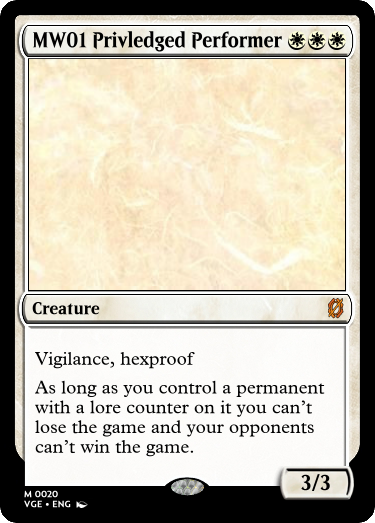 MW01 Privledged Performer
Creature
Vigilance, hexproof
As long as you control a permanent
with a lore counter on it you can't
lose the game and your opponents
can't win the game.
3/3
M 0020
VGE • ENG